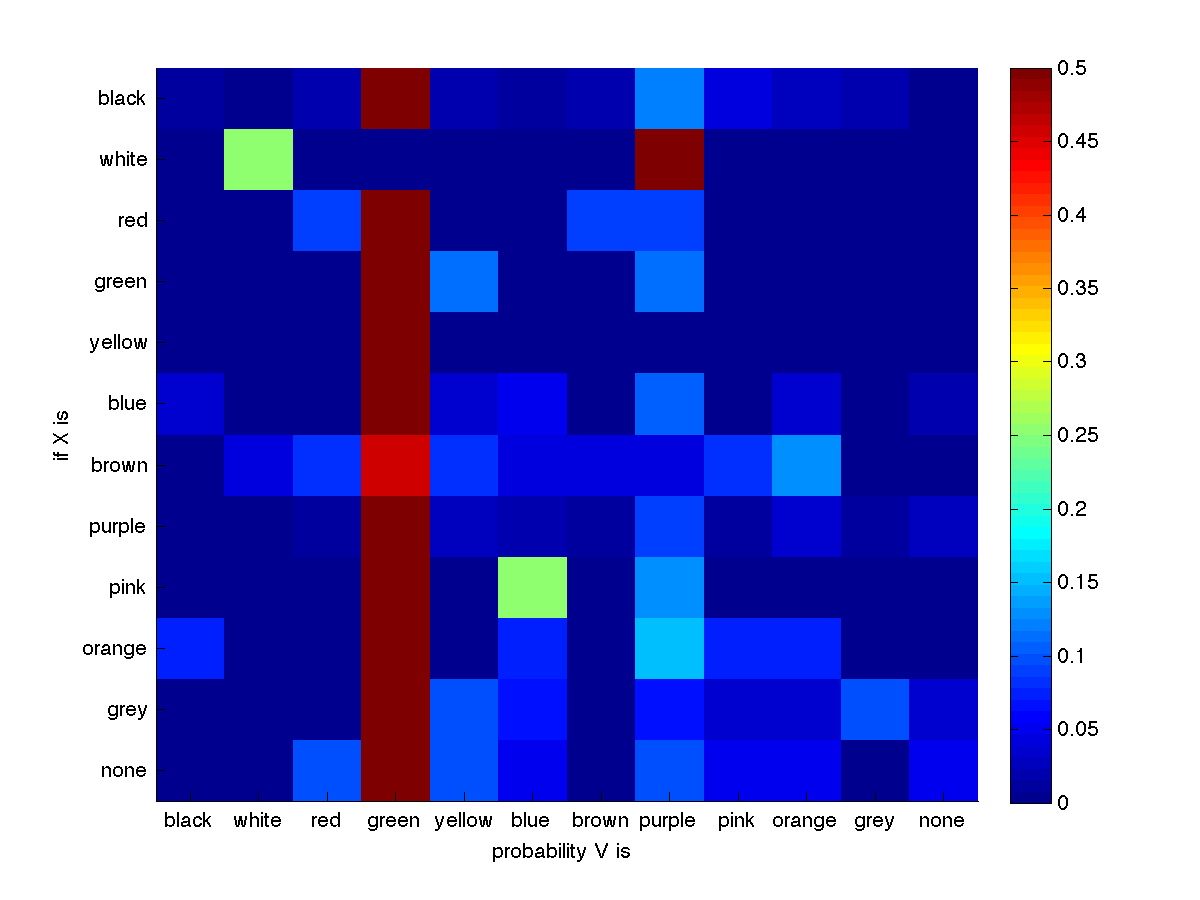 black
white
red
green
yellow
blue
brown
purple
pink
orange
grey
none
if X is
black white red green yellow blue brown purple pink orange grey none
probability V is
0.5
0.45
0.4
0.35
0.3
0.25
0.2
0.15
0.1
0.05
0